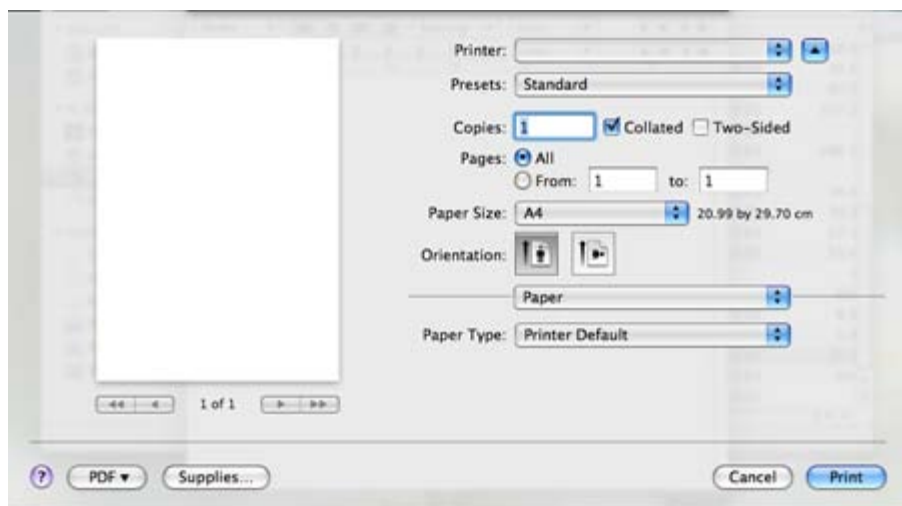 Printer:
Presets: Standard
Copies: 1 Collated Two-Sided
Pages: All
From: 1 to: 1
Paper Size: A4 20.99 by 29.70 cm
Orientation:
Paper
Paper Type: Printer Default
1 of 1
? PDF Supplies... Cancel Print